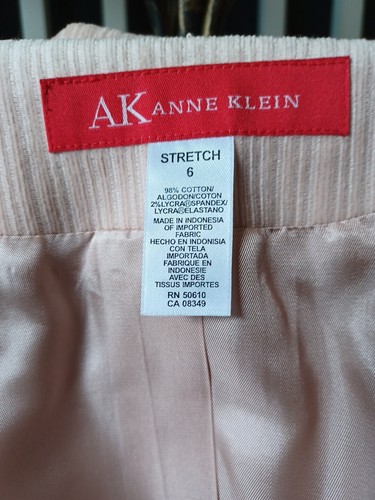 AK ANNE KLEIN
STRETCH
6
98% COTTON/
ALGODON/COTON
2%LYCRA®SPANDEX/
LYCRA®ELASTANO
MADE IN INDONESIA
OF IMPORTED
FABRIC
HECHO EN INDONISIA
CON TELA
IMPORTADA
FABRIQUE EN
INDONESIE
AVEC DES
TISSUS IMPORTES
RN 50610
CA 08349